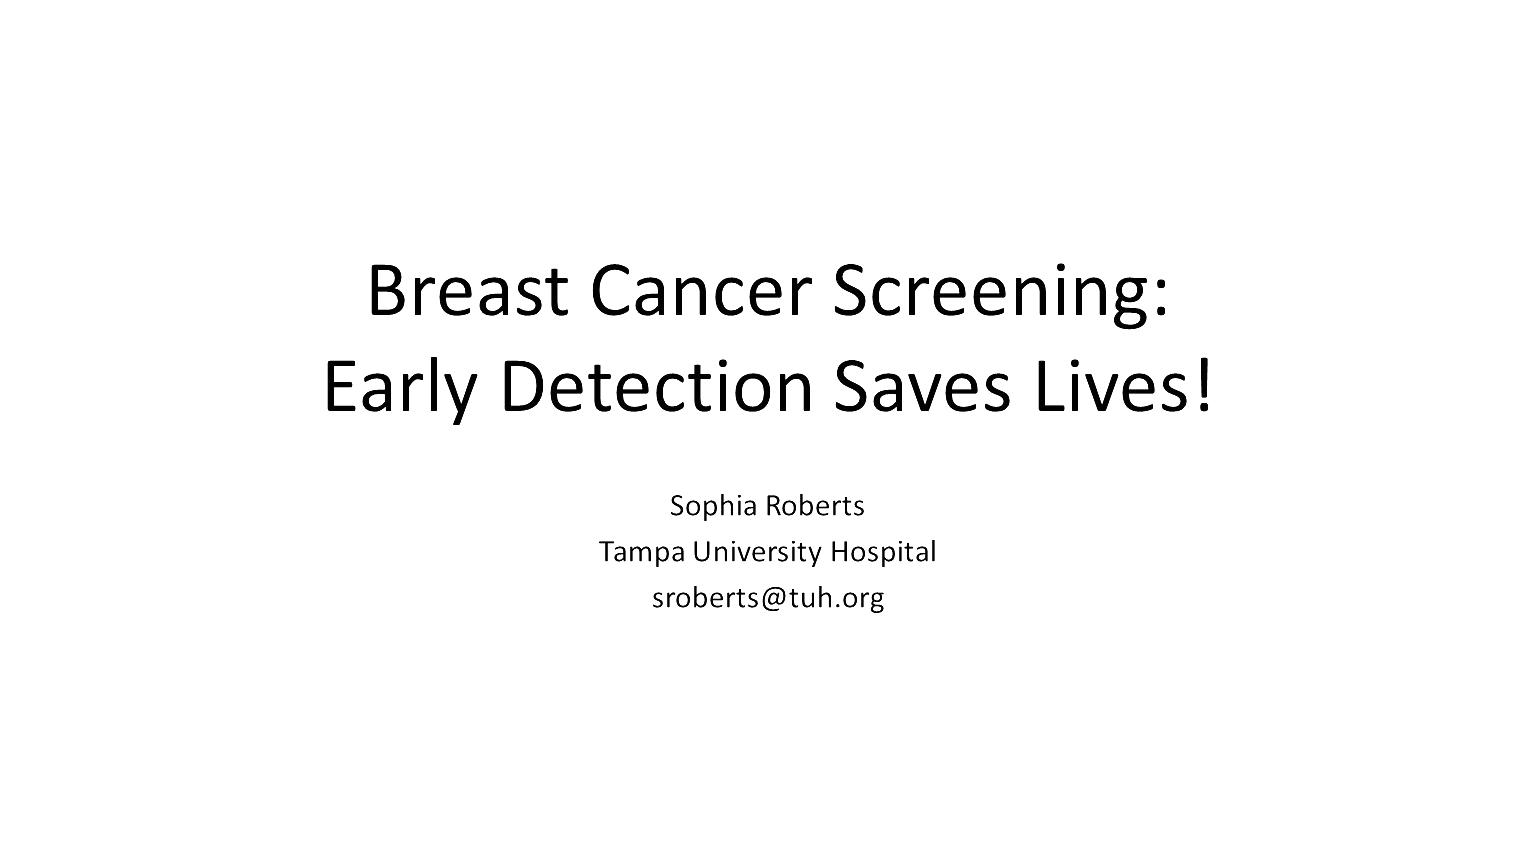 Breast Cancer Screening:
Early Detection Saves Lives!
Sophia Roberts
Tampa University Hospital
sroberts@tuh.org